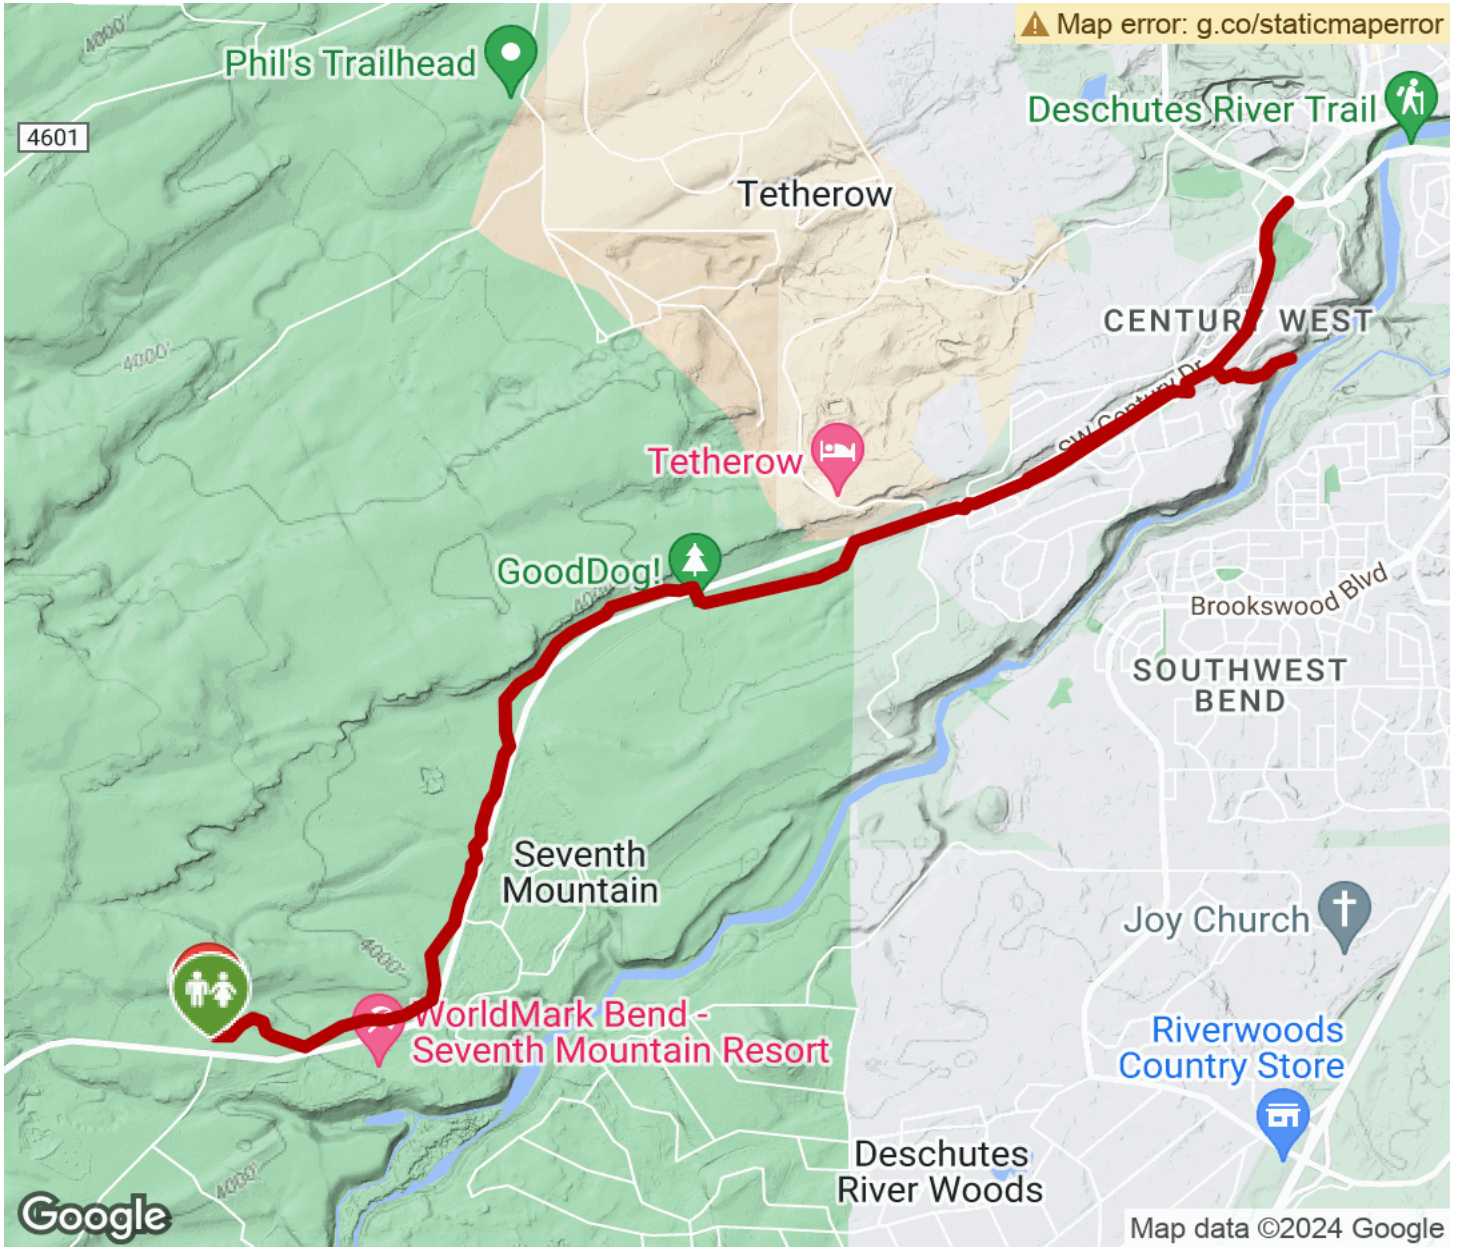 Map error: g.co/staticmaperror
4000'
Phil's Trailhead
Deschutes River Trail
4601
Tetherow
CENTURY WEST
4000'
SW Century Dr
Tetherow
GoodDog!
4000'
Brookswood Blvd
SOUTHWEST
BEND
Seventh
Mountain
Joy Church
4000'
WorldMark Bend -
Seventh Mountain Resort
Riverwoods
Country Store
Deschutes
River Woods
4000'
Google
Map data ©2024 Google